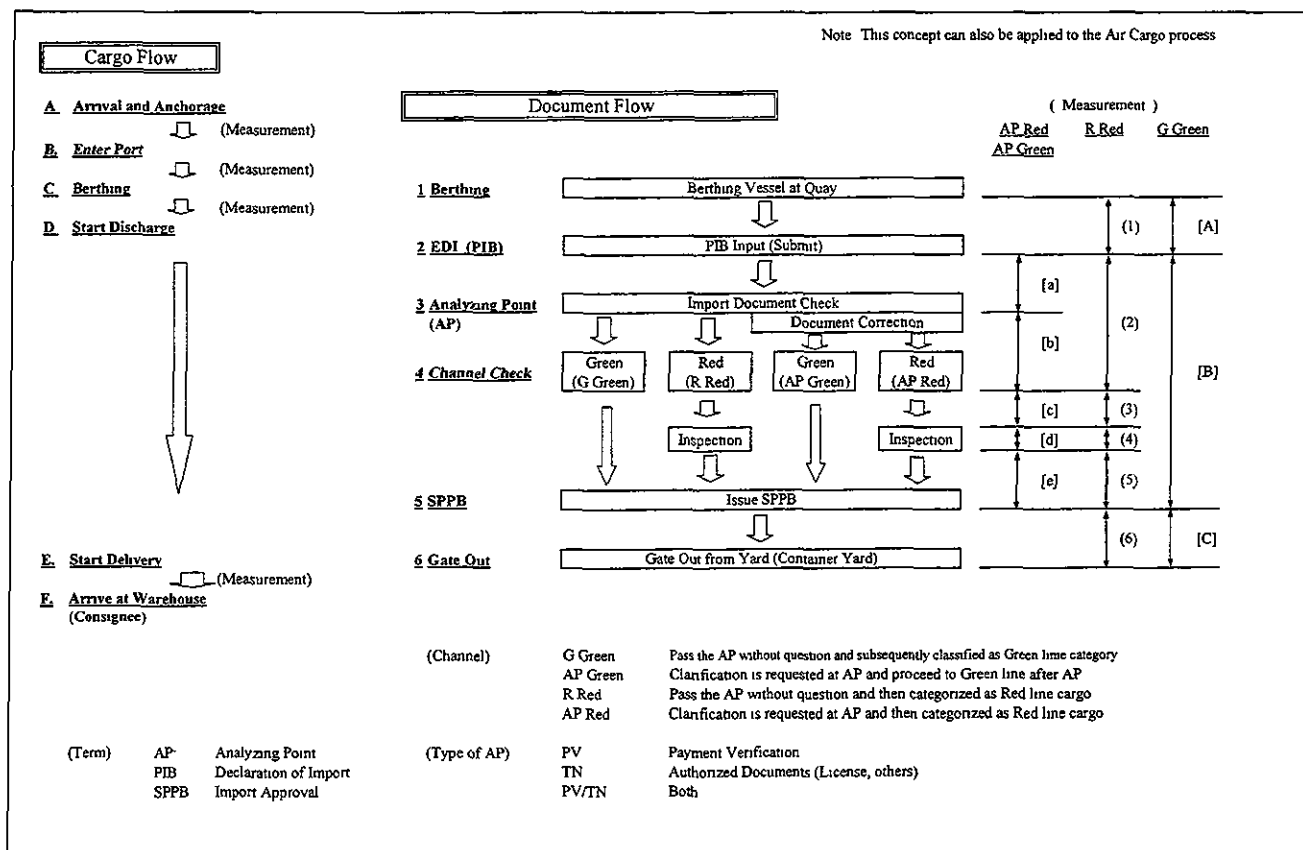 Note This concept can also be applied to the Air Cargo process
Cargo Flow
A Arrival and Anchorage
(Measurement)
B. Enter Port
(Measurement)
C Berthing
(Measurement)
D Start Discharge
E. Start Delivery
(Measurement)
F. Arrive at Warehouse
(Consignee)
Document Flow
( Measurement )
AP Red R Red G Green
AP Green
1 Berthing Berthing Vessel at Quay
(1) [A]
2 EDI (PIB) PIB Input (Submit)
[a]
3 Analyzing Point Import Document Check
(AP) Document Correction
(2)
[b]
4 Channel Check
Green Red Green Red
(G Green) (R Red) (AP Green) (AP Red)
[B]
[c] (3)
Inspection Inspection [d] (4)
[e] (5)
5 SPPB Issue SPPB
(6) [C]
6 Gate Out Gate Out from Yard (Container Yard)
(Channel) G Green Pass the AP without question and subsequently classified as Green lime category
AP Green Clarification is requested at AP and proceed to Green line after AP
R Red Pass the AP without question and then categorized as Red line cargo
AP Red Clarification is requested at AP and then categorized as Red line cargo
(Term) AP Analyzing Point (Type of AP) PV Payment Verification
PIB Declaration of Import TN Authorized Documents (License, others)
SPPB Import Approval PV/TN Both